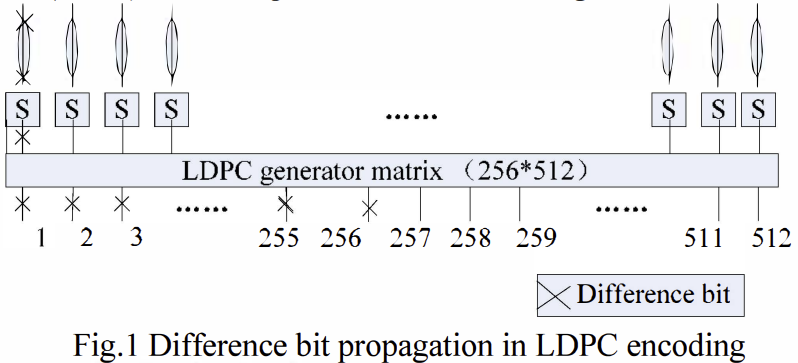 S S S S ...... S S S
LDPC generator matrix （256*512）
...... ......
1 2 3 255 256 257 258 259 511 512
Difference bit
Fig.1 Difference bit propagation in LDPC encoding